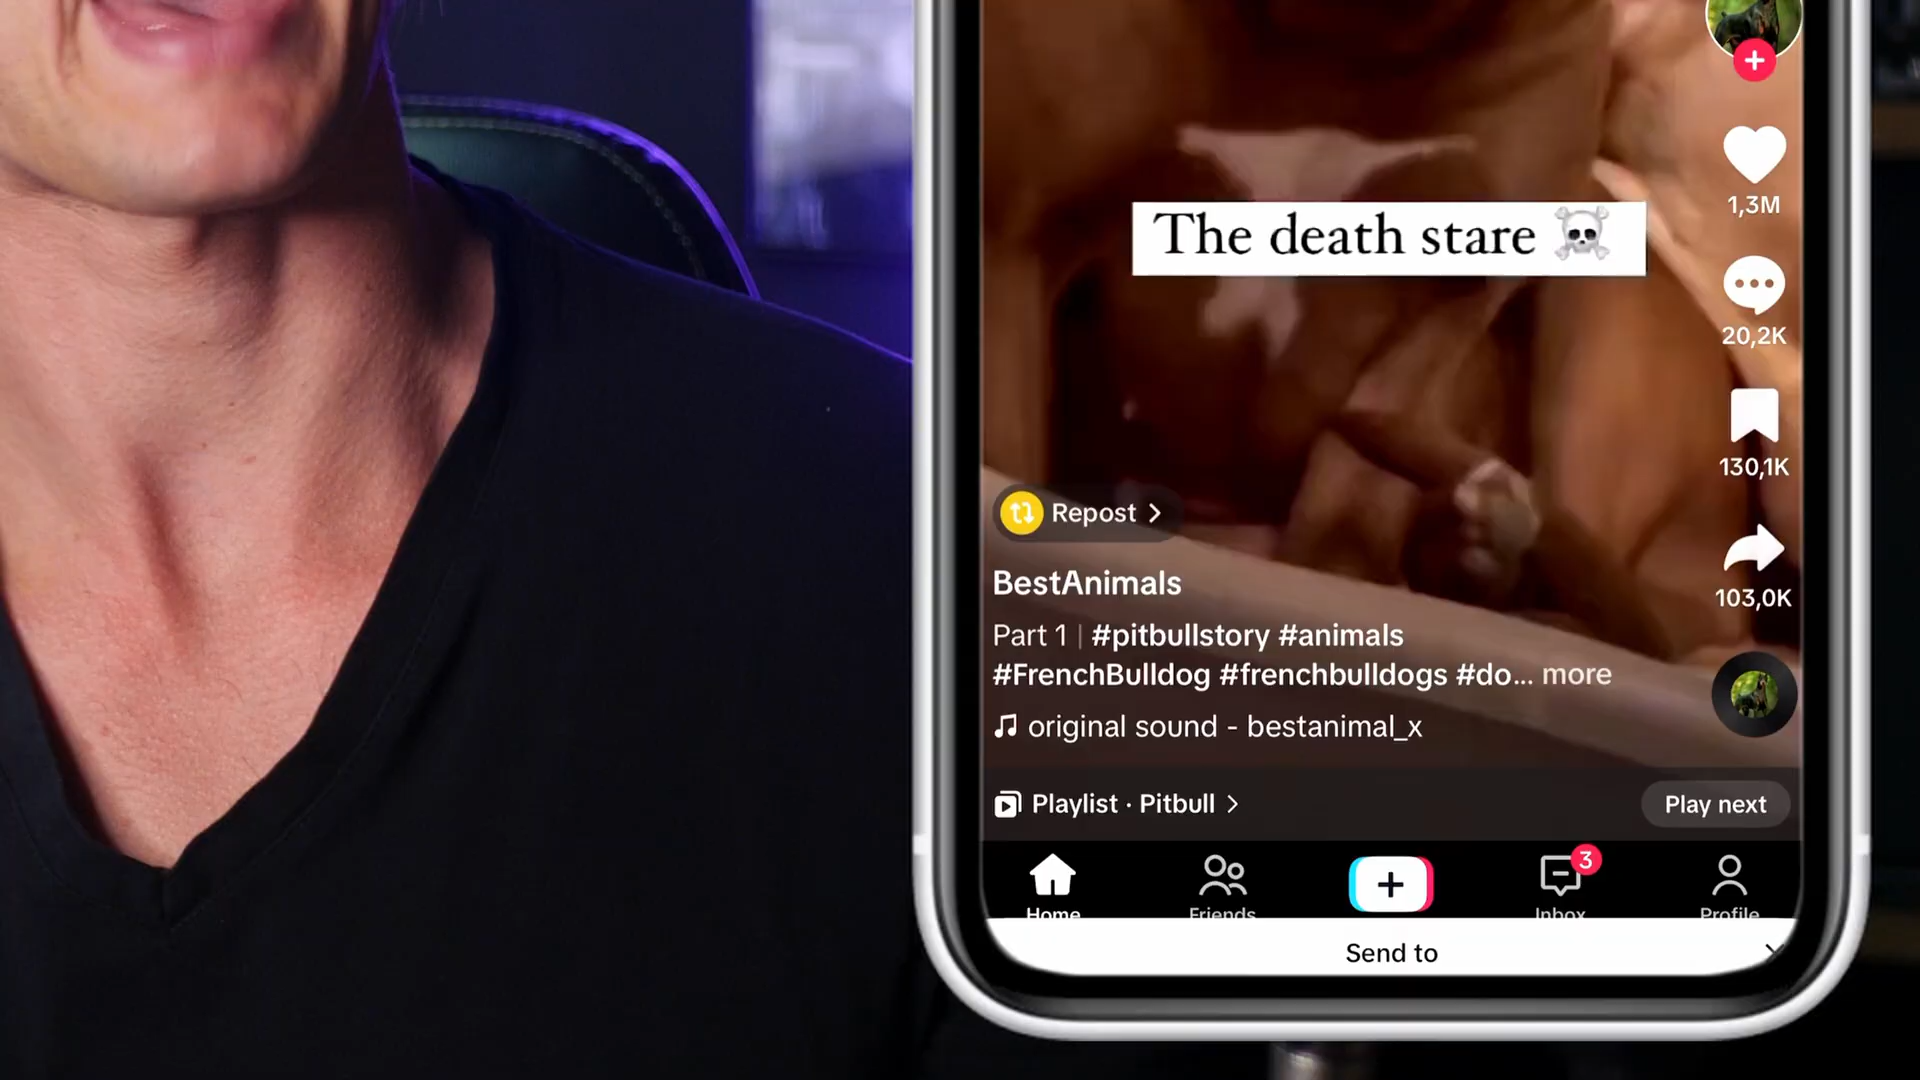 The death stare ☠️
1,3M
20,2K
130,1K
103,0K
Repost
BestAnimals
Part 1 | #pitbullstory #animals
#FrenchBulldog #frenchbulldogs #do... more
original sound - bestanimal_x
Playlist · Pitbull
Play next
3
Home
Friends
Inbox
Profile
Send to